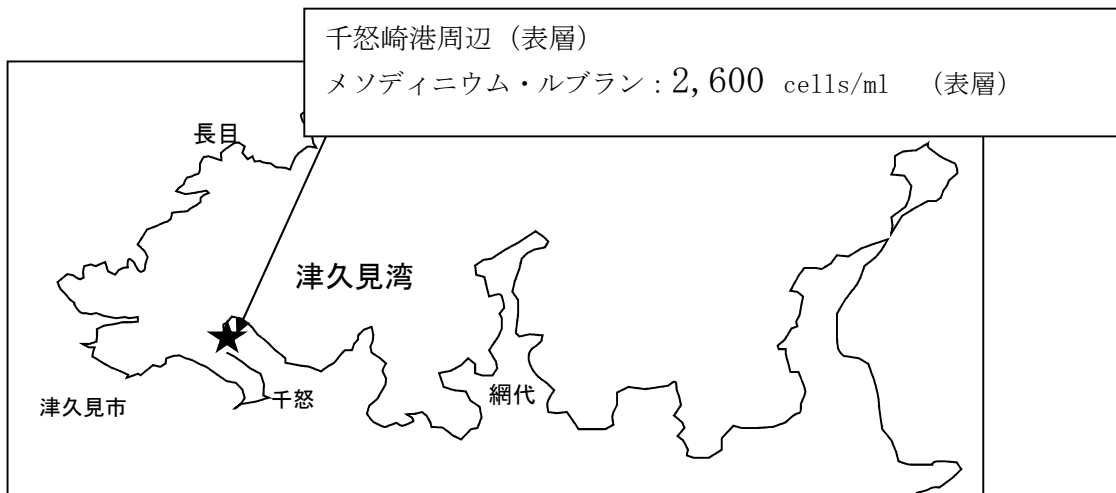 千怒崎港周辺（表層）
メソディニウム・ルブラン：2,600 cells/ml （表層）
長目
津久見湾
網代
千怒
津久見市